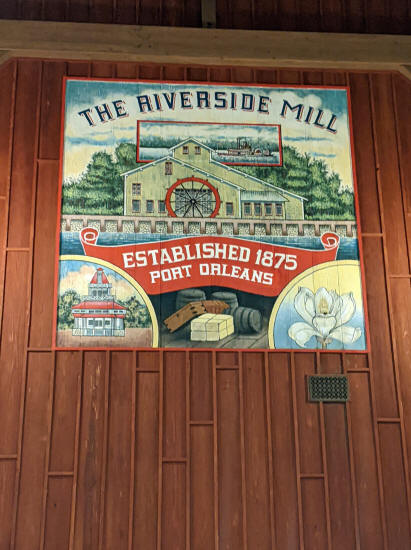 THE RIVERSIDE MILL
ESTABLISHED 1875
PORT ORLEANS